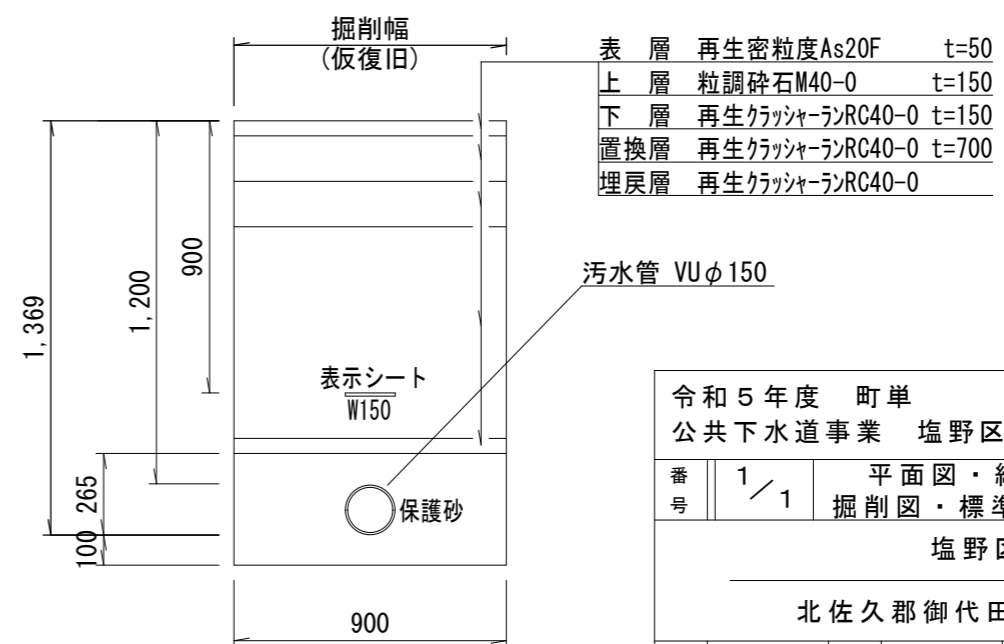 掘削幅
(仮復旧)
表　層　再生密粒度As20F　t=50
上　層　粒調砕石M40-0　t=150
下　層　再生ｸﾗｯｼｬｰﾗﾝRC40-0 t=150
置換層　再生ｸﾗｯｼｬｰﾗﾝRC40-0 t=700
埋戻層　再生ｸﾗｯｼｬｰﾗﾝRC40-0
汚水管 VUφ150
900
1,200
1,369
表示シート
W150
265
100
保護砂
900
令和５年度　町単
公共下水道事業　塩野区
番号
1/1
平面図・
掘削図・標準
塩野区
北佐久郡御代田